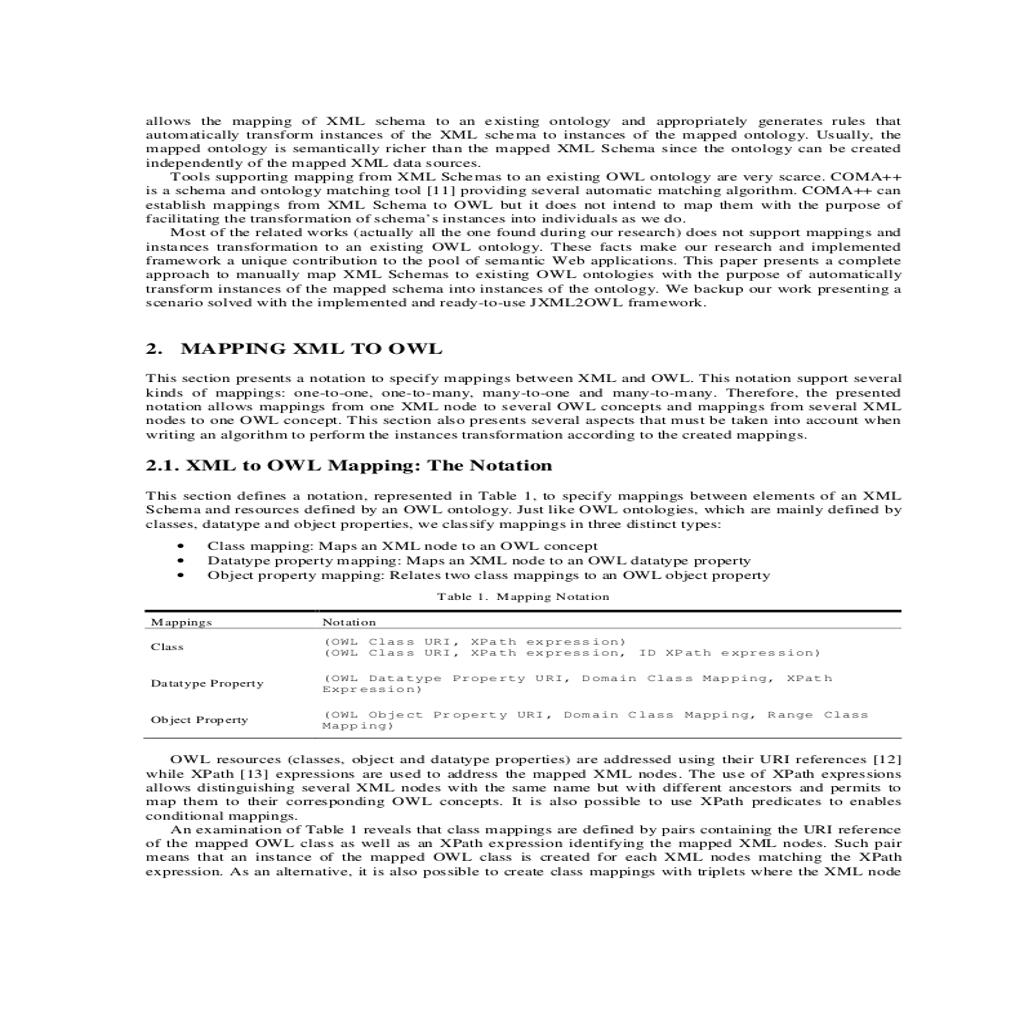 allows the mapping of XML schema to an existing ontology and appropriately generates rules that
automatically transform instances of the XML schema to instances of the mapped ontology. Usually, the
mapped ontology is semantically richer than the mapped XML Schema since the ontology can be created
independently of the mapped XML data sources.
Tools supporting mapping from XML Schemas to an existing OWL ontology are very scarce. COMA++
is a schema and ontology matching tool [11] providing several automatic matching algorithm. COMA++ can
establish mappings from XML Schema to OWL but it does not intend to map them with the purpose of
facilitating the transformation of schema's instances into individuals as we do.
Most of the related works (actually all the one found during our research) does not support mappings and
instances transformation to an existing OWL ontology. These facts make our research and implemented
framework a unique contribution to the pool of semantic Web applications. This paper presents a complete
approach to manually map XML Schemas to existing OWL ontologies with the purpose of automatically
transform instances of the mapped schema into instances of the ontology. We backup our work presenting a
scenario solved with the implemented and ready-to-use JXML2OWL framework.
2. MAPPING XML TO OWL
This section presents a notation to specify mappings between XML and OWL. This notation support several
kinds of mappings: one-to-one, one-to-many, many-to-one and many-to-many. Therefore, the presented
notation allows mappings from one XML node to several OWL concepts and mappings from several XML
nodes to one OWL concept. This section also presents several aspects that must be taken into account when
writing an algorithm to perform the instances transformation according to the created mappings.
2.1. XML to OWL Mapping: The Notation
This section defines a notation, represented in Table 1, to specify mappings between elements of an XML
Schema and resources defined by an OWL ontology. Just like OWL ontologies, which are mainly defined by
classes, datatype and object properties, we classify mappings in three distinct types:
• Class mapping: Maps an XML node to an OWL concept
• Datatype property mapping: Maps an XML node to an OWL datatype property
• Object property mapping: Relates two class mappings to an OWL object property
Table 1. Mapping Notation
Mappings Notation
Class (OWL Class URI, XPath expression)
(OWL Class URI, XPath expression, ID XPath expression)
Datatype Property (OWL Datatype Property URI, Domain Class Mapping, XPath
Expression)
Object Property (OWL Object Property URI, Domain Class Mapping, Range Class
Mapping)
OWL resources (classes, object and datatype properties) are addressed using their URI references [12]
while XPath [13] expressions are used to address the mapped XML nodes. The use of XPath expressions
allows distinguishing several XML nodes with the same name but with different ancestors and permits to
map them to their corresponding OWL concepts. It is also possible to use XPath predicates to enables
conditional mappings.
An examination of Table 1 reveals that class mappings are defined by pairs containing the URI reference
of the mapped OWL class as well as an XPath expression identifying the mapped XML nodes. Such pair
means that an instance of the mapped OWL class is created for each XML nodes matching the XPath
expression. As an alternative, it is also possible to create class mappings with triplets where the XML node